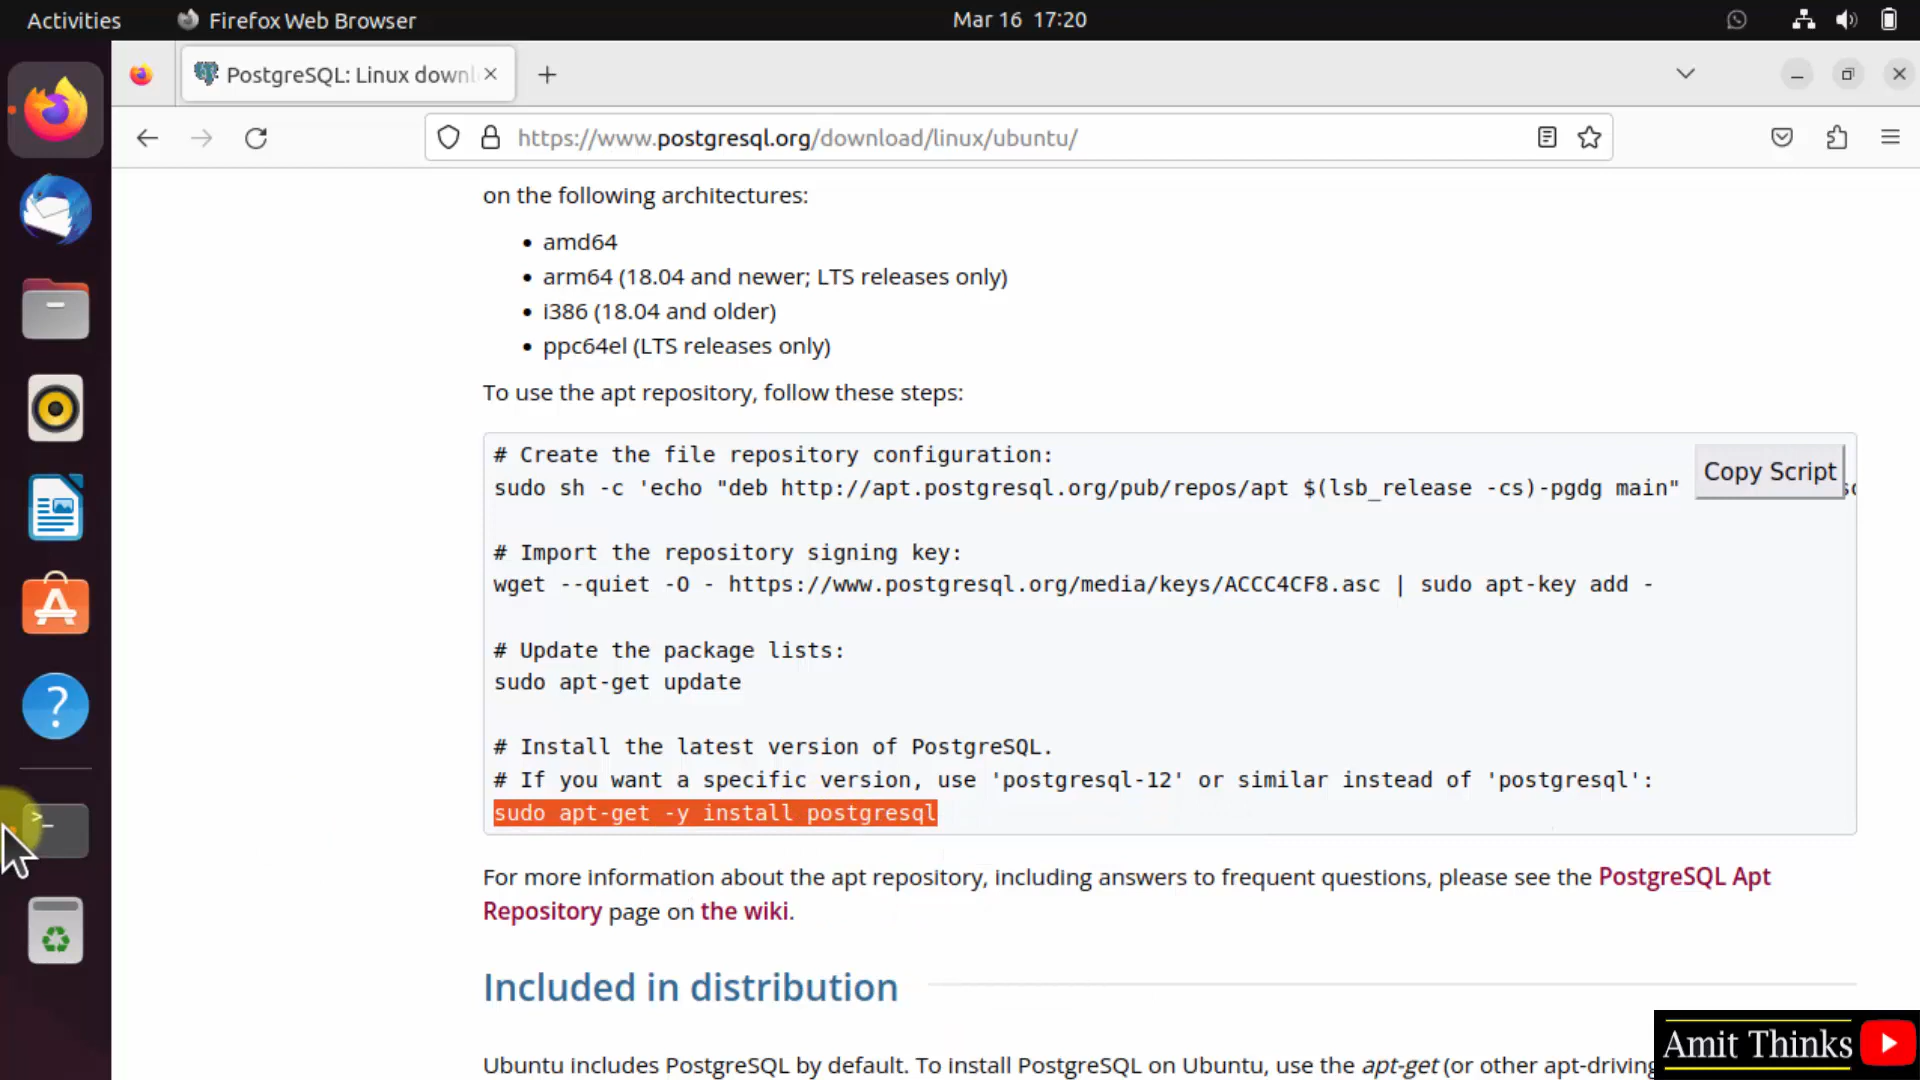 Activities
Firefox Web Browser
Mar 16 17:20
PostgreSQL: Linux downl
https://www.postgresql.org/download/linux/ubuntu/
on the following architectures:
• amd64
• arm64 (18.04 and newer; LTS releases only)
• i386 (18.04 and older)
• ppc64el (LTS releases only)
To use the apt repository, follow these steps:
# Create the file repository configuration:
Copy Script
sudo sh -c 'echo "deb http://apt.postgresql.org/pub/repos/apt $(lsb_release -cs)-pgdg main"
# Import the repository signing key:
wget --quiet -O - https://www.postgresql.org/media/keys/ACCC4CF8.asc | sudo apt-key add -
# Update the package lists:
sudo apt-get update
# Install the latest version of PostgreSQL.
# If you want a specific version, use 'postgresql-12' or similar instead of 'postgresql':
sudo apt-get -y install postgresql
For more information about the apt repository, including answers to frequent questions, please see the PostgreSQL Apt
Repository page on the wiki.
Included in distribution
Ubuntu includes PostgreSQL by default. To install PostgreSQL on Ubuntu, use the apt-get (or other apt-driving
Amit Thinks